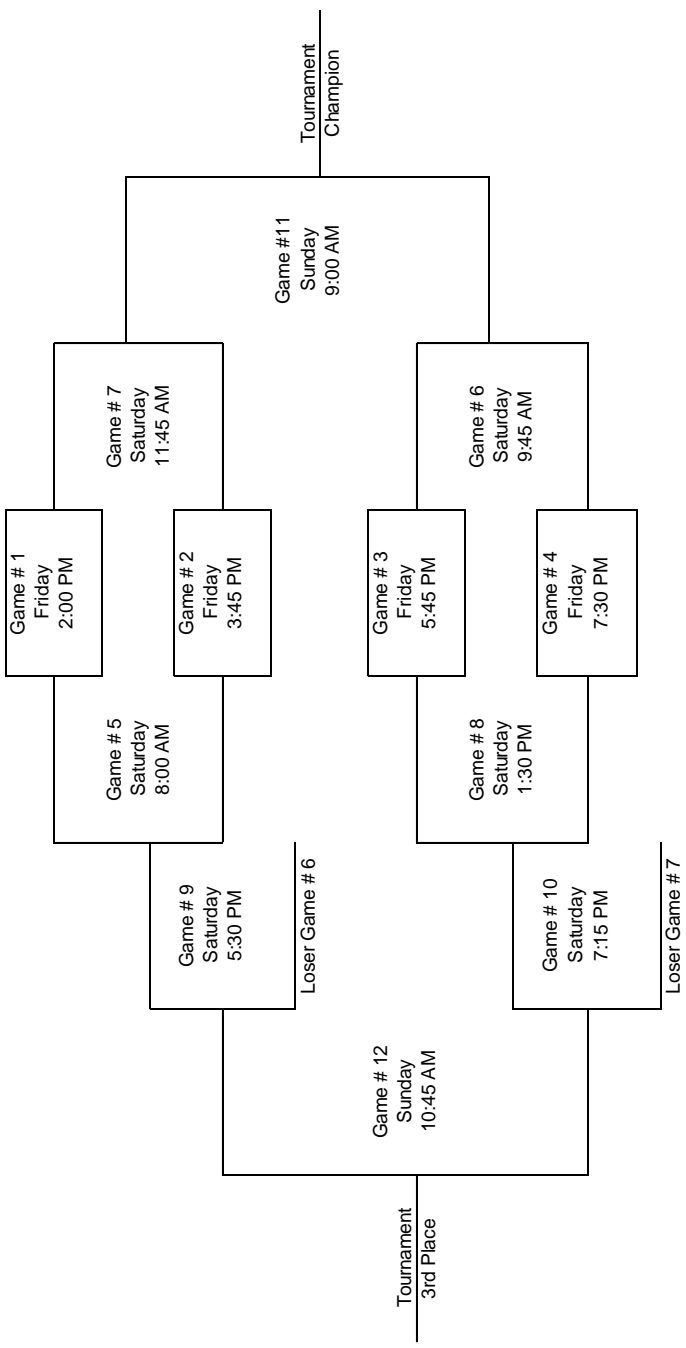 Tournament
Champion
Game #11
Sunday
9:00 AM
Game # 7
Saturday
11:45 AM
Game # 6
Saturday
9:45 AM
Game # 1
Friday
2:00 PM
Game # 2
Friday
3:45 PM
Game # 3
Friday
5:45 PM
Game # 4
Friday
7:30 PM
Game # 5
Saturday
8:00 AM
Game # 8
Saturday
1:30 PM
Game # 9
Saturday
5:30 PM
Loser Game # 6
Game # 10
Saturday
7:15 PM
Loser Game # 7
Game # 12
Sunday
10:45 AM
Tournament
3rd Place